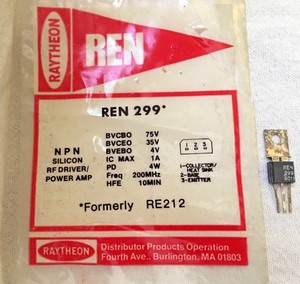 RAYTHEON
REN
REN 299*
NPN
SILICON
RF DRIVER/
POWER AMP
BVCBO 75V
BVCEO 35V
BVEBO 4V
IC MAX 1A
PD 4W
Freq 200MHz
HFE 10MIN
1 2 3
1-COLLECTOR/
HEAT SINK
2-BASE
3-EMITTER
*Formerly RE212
RAYTHEON
Distributor Products Operation
Fourth Ave., Burlington, MA 01803
REN
299